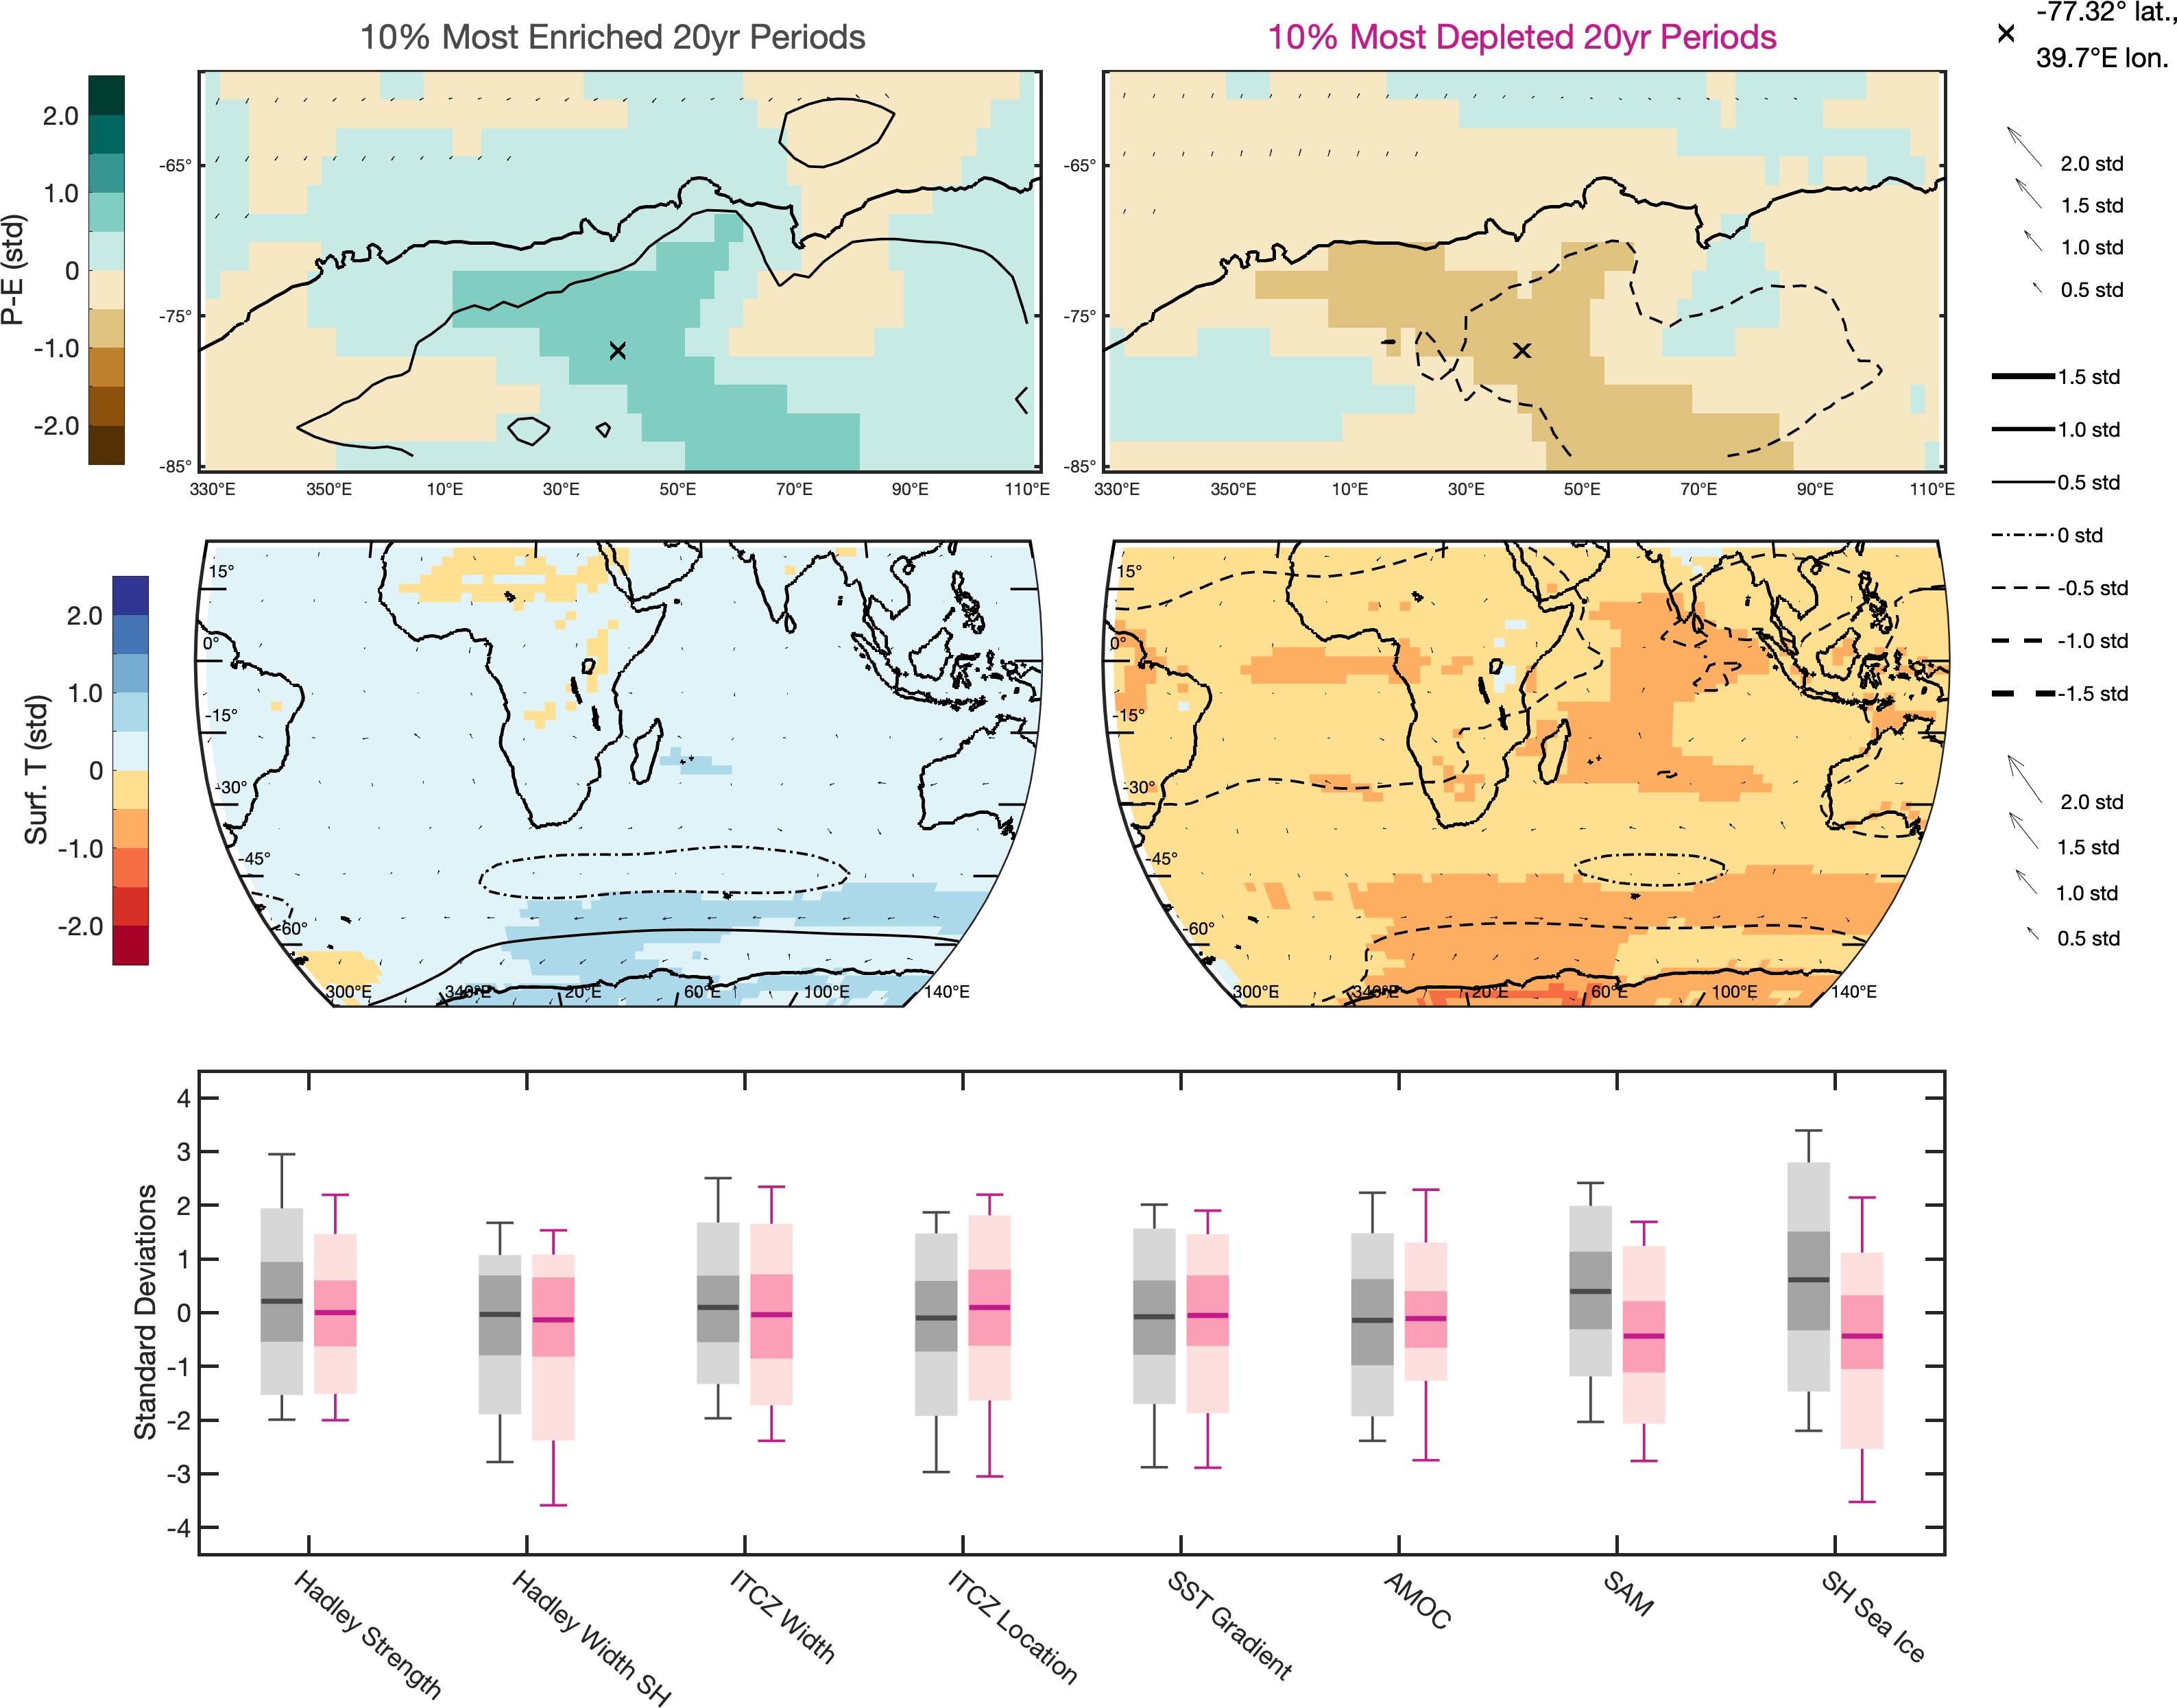 10% Most Enriched 20yr Periods
10% Most Depleted 20yr Periods
-77.32° lat.,
39.7°E lon.
P-E (std)
2.0
1.0
0
-1.0
-2.0
-65°
-75°
-85°
330°E 350°E 10°E 30°E 50°E 70°E 90°E 110°E
-65°
-75°
-85°
330°E 350°E 10°E 30°E 50°E 70°E 90°E 110°E
2.0 std
1.5 std
1.0 std
0.5 std
1.5 std
1.0 std
0.5 std
0 std
-0.5 std
-1.0 std
-1.5 std
2.0 std
1.5 std
1.0 std
0.5 std
Surf. T (std)
2.0
1.0
0
-1.0
-2.0
15°
0°
-15°
-30°
-45°
-60°
300°E 340°E 20°E 60°E 100°E 140°E
15°
0°
-15°
-30°
-45°
-60°
300°E 340°E 20°E 60°E 100°E 140°E
Standard Deviations
4
3
2
1
0
-1
-2
-3
-4
Hadley Strength
Hadley Width SH
ITCZ Width
ITCZ Location
SST Gradient
AMOC
SAM
SH Sea Ice